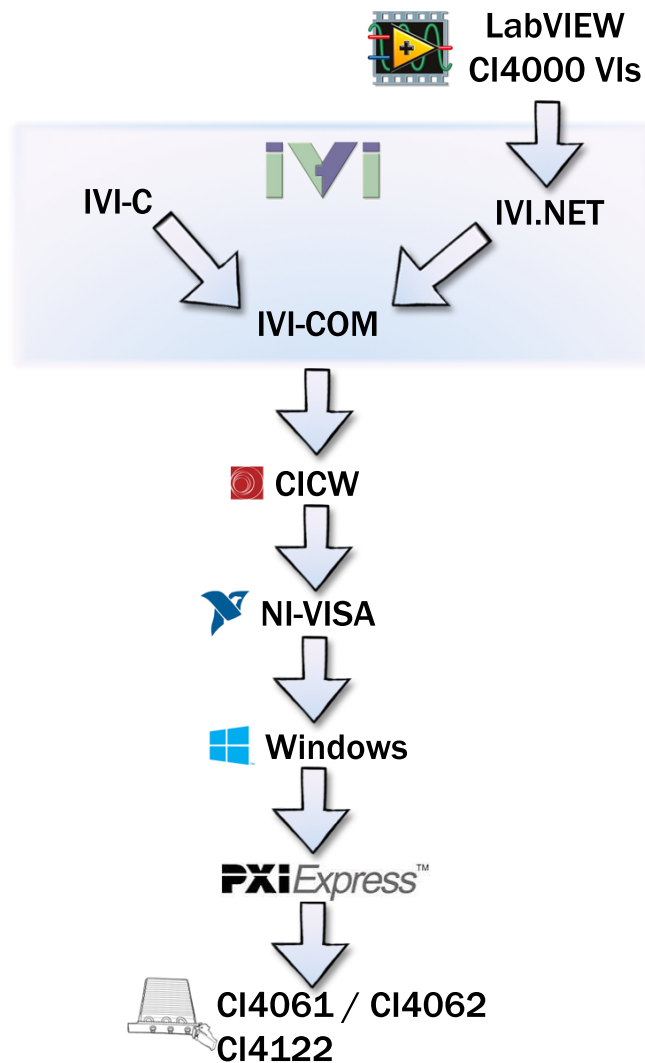 LabVIEW
CI4000 VIs
iVi
IVI-C
IVI.NET
IVI-COM
CICW
NI-VISA
Windows
PXiExpress™
CI4061 / CI4062
CI4122